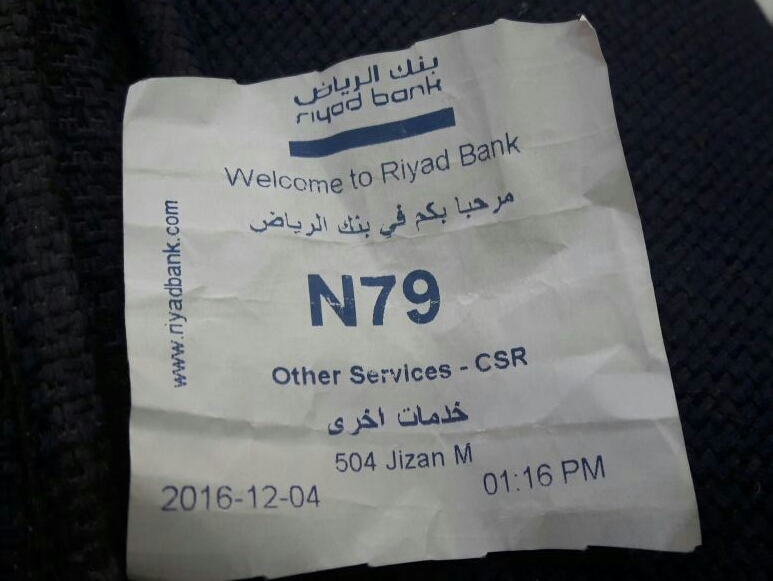 بنك الرياض
riyad bank
Welcome to Riyad Bank
مرحبا بكم في بنك الرياض
www.riyadbank.com
N79
Other Services - CSR
خدمات اخرى
504 Jizan M
2016-12-04 01:16 PM